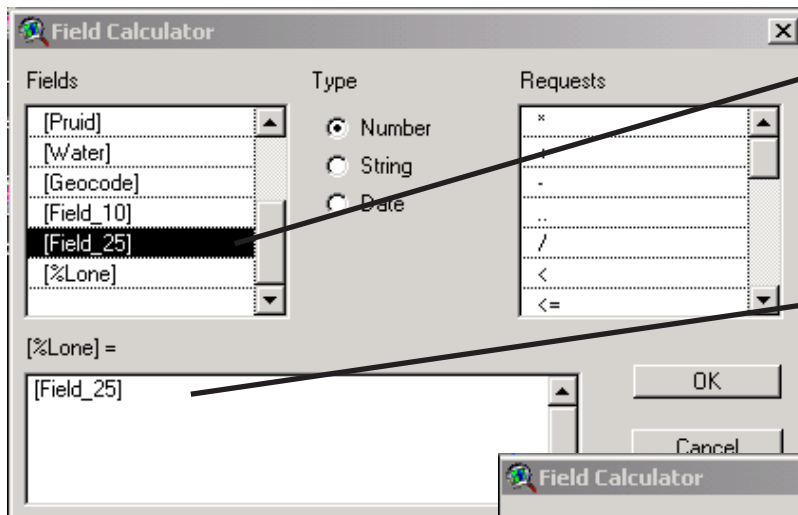 Field Calculator
Fields
Type
Requests
[Pruid]
[Water]
[Geocode]
[Field_10]
[Field_25]
[%Lone]
Number
String
Date
*
+
-
..
/
<
<=
[%Lone] =
[Field_25]
OK
Cancel
Field Calculator